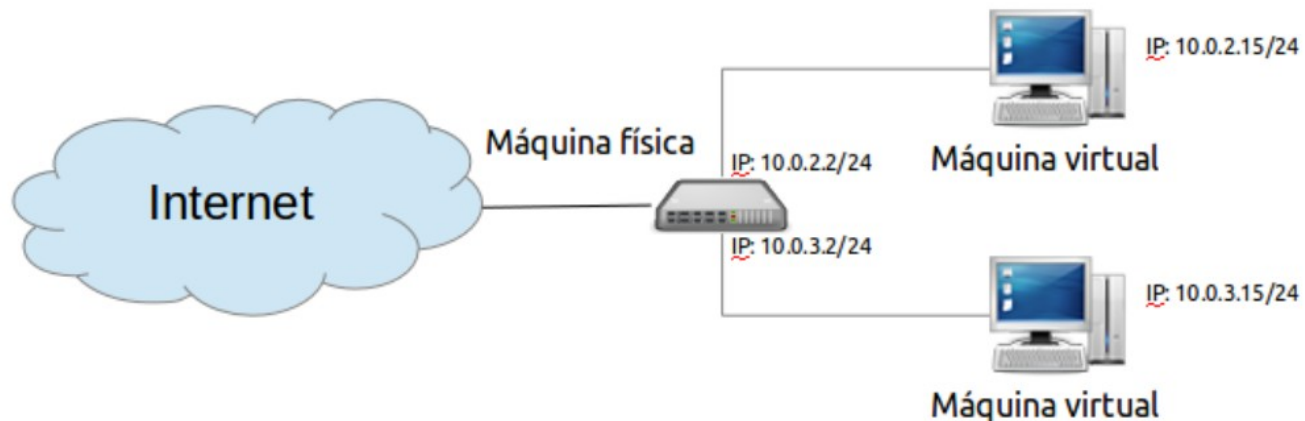 IP: 10.0.2.15/24
Máquina física
Máquina virtual
IP: 10.0.2.2/24
Internet
IP: 10.0.3.2/24
IP: 10.0.3.15/24
Máquina virtual